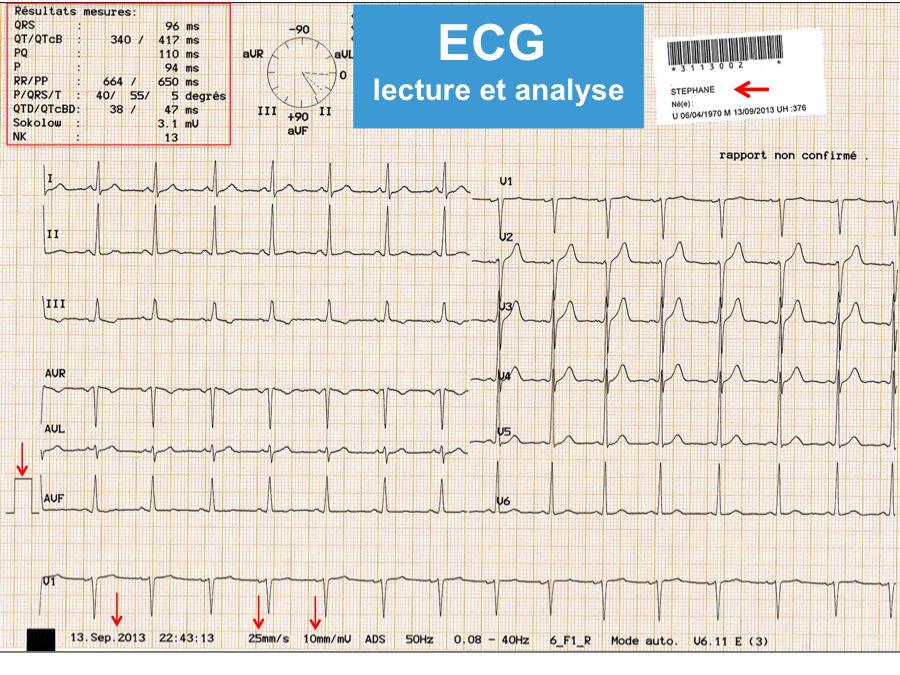 Résultats mesures:
QRS : 96 ms
QT/QTcB : 340 / 417 ms
PQ : 110 ms
P : 94 ms
RR/PP : 664 / 650 ms
P/QRS/T : 40/ 55/ 5 degrés
QTD/QTcBD: 38 / 47 ms
Sokolow : 3.1 mV
NK : 13
-90
aVR
aVL
0
III
II
+90
aVF
ECG
lecture et analyse
*3113002 *
STEPHANE
Né(e) :
U 06/04/1970 M 13/09/2013 UH :376
rapport non confirmé .
I
II
III
AVR
AVL
AVF
V1
V2
V3
V4
V5
V6
V1
13.Sep.2013 22:43:13 25mm/s 10mm/mV ADS 50Hz 0.08 - 40Hz 6_F1_R Mode auto. V6.11 E (3)